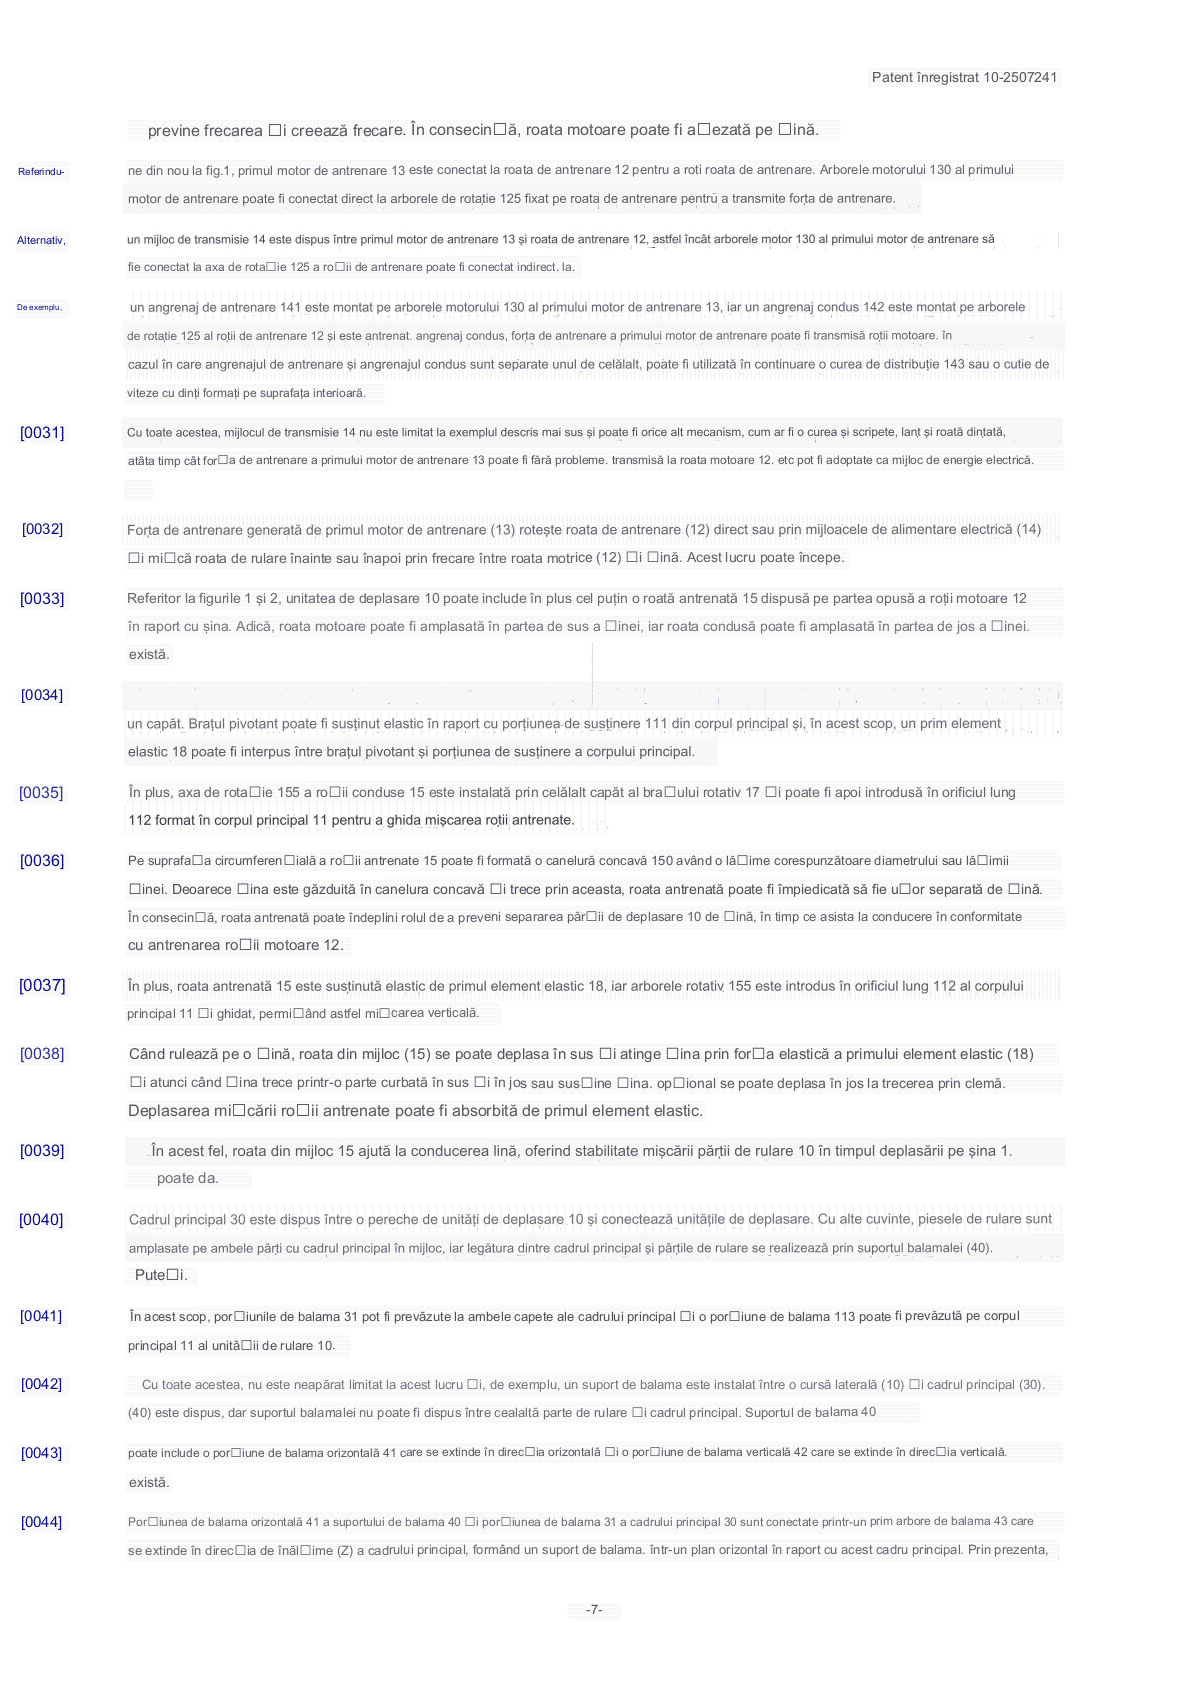 Patent înregistrat 10-2507241
previne frecarea □i creează frecare. În consecin□ă, roata motoare poate fi a□ezată pe □ină.
Referindu- ne din nou la fig.1, primul motor de antrenare 13 este conectat la roata de antrenare 12 pentru a roti roata de antrenare. Arborele motorului 130 al primului
motor de antrenare poate fi conectat direct la arborele de rotație 125 fixat pe roata de antrenare pentru a transmite forța de antrenare.
Alternativ, un mijloc de transmisie 14 este dispus între primul motor de antrenare 13 și roata de antrenare 12, astfel încât arborele motor 130 al primului motor de antrenare să
fie conectat la axa de rota□ie 125 a ro□ii de antrenare poate fi conectat indirect. la.
De exemplu, un angrenaj de antrenare 141 este montat pe arborele motorului 130 al primului motor de antrenare 13, iar un angrenaj condus 142 este montat pe arborele
de rotație 125 al roții de antrenare 12 și este antrenat. angrenaj condus, forța de antrenare a primului motor de antrenare poate fi transmisă roții motoare. în
cazul în care angrenajul de antrenare și angrenajul condus sunt separate unul de celălalt, poate fi utilizată în continuare o curea de distribuție 143 sau o cutie de
viteze cu dinți formați pe suprafața interioară.
[0031] Cu toate acestea, mijlocul de transmisie 14 nu este limitat la exemplul descris mai sus și poate fi orice alt mecanism, cum ar fi o curea și scripete, lanț și roată dințată,
atâta timp cât for□a de antrenare a primului motor de antrenare 13 poate fi fără probleme. transmisă la roata motoare 12. etc pot fi adoptate ca mijloc de energie electrică.
[0032] Forța de antrenare generată de primul motor de antrenare (13) rotește roata de antrenare (12) direct sau prin mijloacele de alimentare electrică (14)
□i mi□că roata de rulare înainte sau înapoi prin frecare între roata motrice (12) □i □ină. Acest lucru poate începe.
[0033] Referitor la figurile 1 și 2, unitatea de deplasare 10 poate include în plus cel puțin o roată antrenată 15 dispusă pe partea opusă a roții motoare 12
în raport cu șina. Adică, roata motoare poate fi amplasată în partea de sus a □inei, iar roata condusă poate fi amplasată în partea de jos a □inei.
există.
[0034]
un capăt. Brațul pivotant poate fi susținut elastic în raport cu porțiunea de susținere 111 din corpul principal și, în acest scop, un prim element
elastic 18 poate fi interpus între brațul pivotant și porțiunea de susținere a corpului principal.
[0035] În plus, axa de rota□ie 155 a ro□ii conduse 15 este instalată prin celălalt capăt al bra□ului rotativ 17 □i poate fi apoi introdusă în orificiul lung
112 format în corpul principal 11 pentru a ghida mișcarea roții antrenate.
[0036] Pe suprafa□a circumferen□ială a ro□ii antrenate 15 poate fi formată o canelură concavă 150 având o lă□ime corespunzătoare diametrului sau lă□imii
□inei. Deoarece □ina este găzduită în canelura concavă □i trece prin aceasta, roata antrenată poate fi împiedicată să fie u□or separată de □ină.
În consecin□ă, roata antrenată poate îndeplini rolul de a preveni separarea păr□ii de deplasare 10 de □ină, în timp ce asista la conducere în conformitate
cu antrenarea ro□ii motoare 12.
[0037] În plus, roata antrenată 15 este susținută elastic de primul element elastic 18, iar arborele rotativ 155 este introdus în orificiul lung 112 al corpului
principal 11 □i ghidat, permi□ând astfel mi□carea verticală.
[0038] Când rulează pe o □ină, roata din mijloc (15) se poate deplasa în sus □i atinge □ina prin for□a elastică a primului element elastic (18)
□i atunci când □ina trece printr-o parte curbată în sus □i în jos sau sus□ine □ina. op□ional se poate deplasa în jos la trecerea prin clemă.
Deplasarea mi□cării ro□ii antrenate poate fi absorbită de primul element elastic.
[0039] În acest fel, roata din mijloc 15 ajută la conducerea lină, oferind stabilitate mișcării părții de rulare 10 în timpul deplasării pe șina 1.
poate da.
[0040] Cadrul principal 30 este dispus între o pereche de unități de deplasare 10 și conectează unitățile de deplasare. Cu alte cuvinte, piesele de rulare sunt
amplasate pe ambele părți cu cadrul principal în mijloc, iar legătura dintre cadrul principal și părțile de rulare se realizează prin suportul balamalei (40).
Pute□i.
[0041] În acest scop, por□iunile de balama 31 pot fi prevăzute la ambele capete ale cadrului principal □i o por□iune de balama 113 poate fi prevăzută pe corpul
principal 11 al unită□ii de rulare 10.
[0042] Cu toate acestea, nu este neapărat limitat la acest lucru □i, de exemplu, un suport de balama este instalat între o cursă laterală (10) □i cadrul principal (30).
(40) este dispus, dar suportul balamalei nu poate fi dispus între cealaltă parte de rulare □i cadrul principal. Suportul de balama 40
[0043] poate include o por□iune de balama orizontală 41 care se extinde în direc□ia orizontală □i o por□iune de balama verticală 42 care se extinde în direc□ia verticală.
există.
[0044] Por□iunea de balama orizontală 41 a suportului de balama 40 □i por□iunea de balama 31 a cadrului principal 30 sunt conectate printr-un prim arbore de balama 43 care
se extinde în direc□ia de înăl□ime (Z) a cadrului principal, formând un suport de balama. într-un plan orizontal în raport cu acest cadru principal. Prin prezenta,
-7-